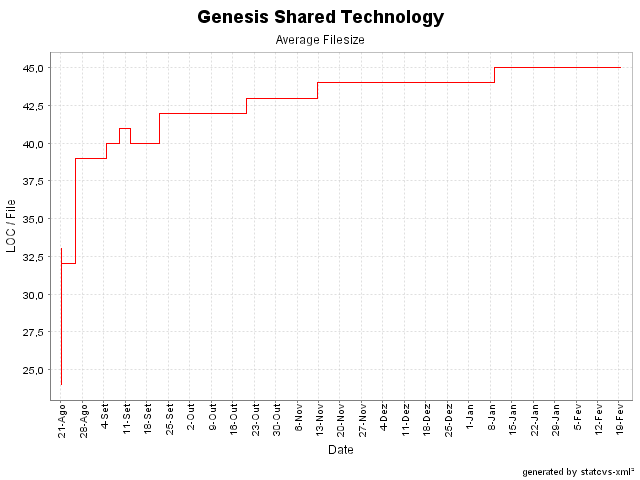 Genesis Shared Technology
Average Filesize
LOC / File
45,0
42,5
40,0
37,5
35,0
32,5
30,0
27,5
25,0
21-Ago
28-Ago
4-Set
11-Set
18-Set
25-Set
2-Out
9-Out
16-Out
23-Out
30-Out
6-Nov
13-Nov
20-Nov
27-Nov
4-Dez
11-Dez
18-Dez
25-Dez
1-Jan
8-Jan
15-Jan
22-Jan
29-Jan
5-Fev
12-Fev
19-Fev
Date
generated by statcvs-xml²